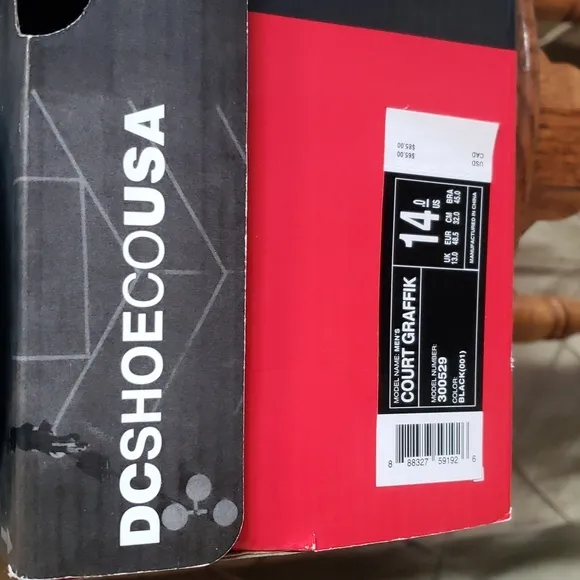 DCSHOECOUSA
USD CAD
$65.00 $85.00
14.0 US
UK EUR CM BRA
13.0 48.5 32.0 45.0
MANUFACTURED IN CHINA
MODEL NAME: MEN'S
COURT GRAFFIK
MODEL NUMBER:
300529
COLOR:
BLACK(001)
8 88327 59192 6